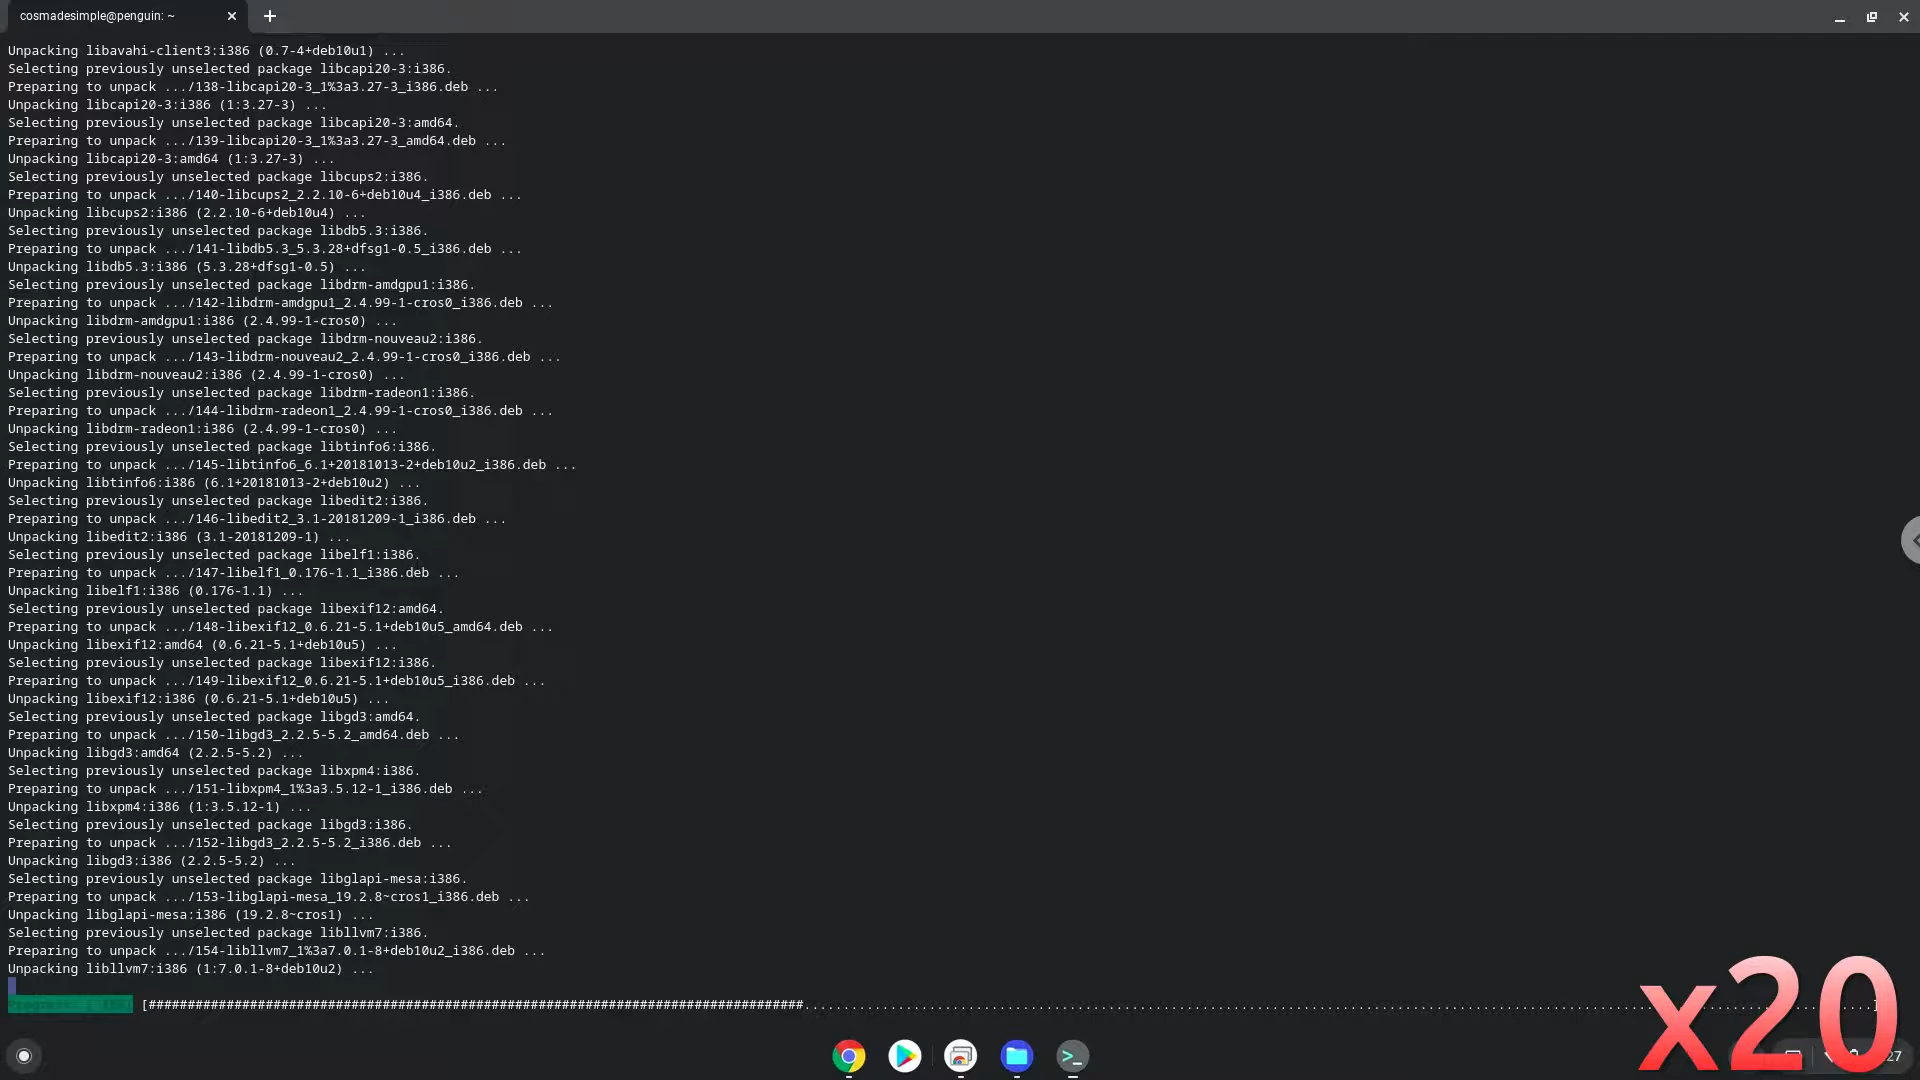 cosmadesimple@penguin: ~
Unpacking libavahi-client3:i386 (0.7-4+deb10u1) ...
Selecting previously unselected package libcapi20-3:i386.
Preparing to unpack .../138-libcapi20-3_1%3a3.27-3_i386.deb ...
Unpacking libcapi20-3:i386 (1:3.27-3) ...
Selecting previously unselected package libcapi20-3:amd64.
Preparing to unpack .../139-libcapi20-3_1%3a3.27-3_amd64.deb ...
Unpacking libcapi20-3:amd64 (1:3.27-3) ...
Selecting previously unselected package libcups2:i386.
Preparing to unpack .../140-libcups2_2.2.10-6+deb10u4_i386.deb ...
Unpacking libcups2:i386 (2.2.10-6+deb10u4) ...
Selecting previously unselected package libdb5.3:i386.
Preparing to unpack .../141-libdb5.3_5.3.28+dfsg1-0.5_i386.deb ...
Unpacking libdb5.3:i386 (5.3.28+dfsg1-0.5) ...
Selecting previously unselected package libdrm-amdgpu1:i386.
Preparing to unpack .../142-libdrm-amdgpu1_2.4.99-1-cros0_i386.deb ...
Unpacking libdrm-amdgpu1:i386 (2.4.99-1-cros0) ...
Selecting previously unselected package libdrm-nouveau2:i386.
Preparing to unpack .../143-libdrm-nouveau2_2.4.99-1-cros0_i386.deb ...
Unpacking libdrm-nouveau2:i386 (2.4.99-1-cros0) ...
Selecting previously unselected package libdrm-radeon1:i386.
Preparing to unpack .../144-libdrm-radeon1_2.4.99-1-cros0_i386.deb ...
Unpacking libdrm-radeon1:i386 (2.4.99-1-cros0) ...
Selecting previously unselected package libtinfo6:i386.
Preparing to unpack .../145-libtinfo6_6.1+20181013-2+deb10u2_i386.deb ...
Unpacking libtinfo6:i386 (6.1+20181013-2+deb10u2) ...
Selecting previously unselected package libedit2:i386.
Preparing to unpack .../146-libedit2_3.1-20181209-1_i386.deb ...
Unpacking libedit2:i386 (3.1-20181209-1) ...
Selecting previously unselected package libelf1:i386.
Preparing to unpack .../147-libelf1_0.176-1.1_i386.deb ...
Unpacking libelf1:i386 (0.176-1.1) ...
Selecting previously unselected package libexif12:amd64.
Preparing to unpack .../148-libexif12_0.6.21-5.1+deb10u5_amd64.deb ...
Unpacking libexif12:amd64 (0.6.21-5.1+deb10u5) ...
Selecting previously unselected package libexif12:i386.
Preparing to unpack .../149-libexif12_0.6.21-5.1+deb10u5_i386.deb ...
Unpacking libexif12:i386 (0.6.21-5.1+deb10u5) ...
Selecting previously unselected package libgd3:amd64.
Preparing to unpack .../150-libgd3_2.2.5-5.2_amd64.deb ...
Unpacking libgd3:amd64 (2.2.5-5.2) ...
Selecting previously unselected package libxpm4:i386.
Preparing to unpack .../151-libxpm4_1%3a3.5.12-1_i386.deb ...
Unpacking libxpm4:i386 (1:3.5.12-1) ...
Selecting previously unselected package libgd3:i386.
Preparing to unpack .../152-libgd3_2.2.5-5.2_i386.deb ...
Unpacking libgd3:i386 (2.2.5-5.2) ...
Selecting previously unselected package libglapi-mesa:i386.
Preparing to unpack .../153-libglapi-mesa_19.2.8~cros1_i386.deb ...
Unpacking libglapi-mesa:i386 (19.2.8~cros1) ...
Selecting previously unselected package libllvm7:i386.
Preparing to unpack .../154-libllvm7_1%3a7.0.1-8+deb10u2_i386.deb ...
Unpacking libllvm7:i386 (1:7.0.1-8+deb10u2) ...
Progress:
x20
27